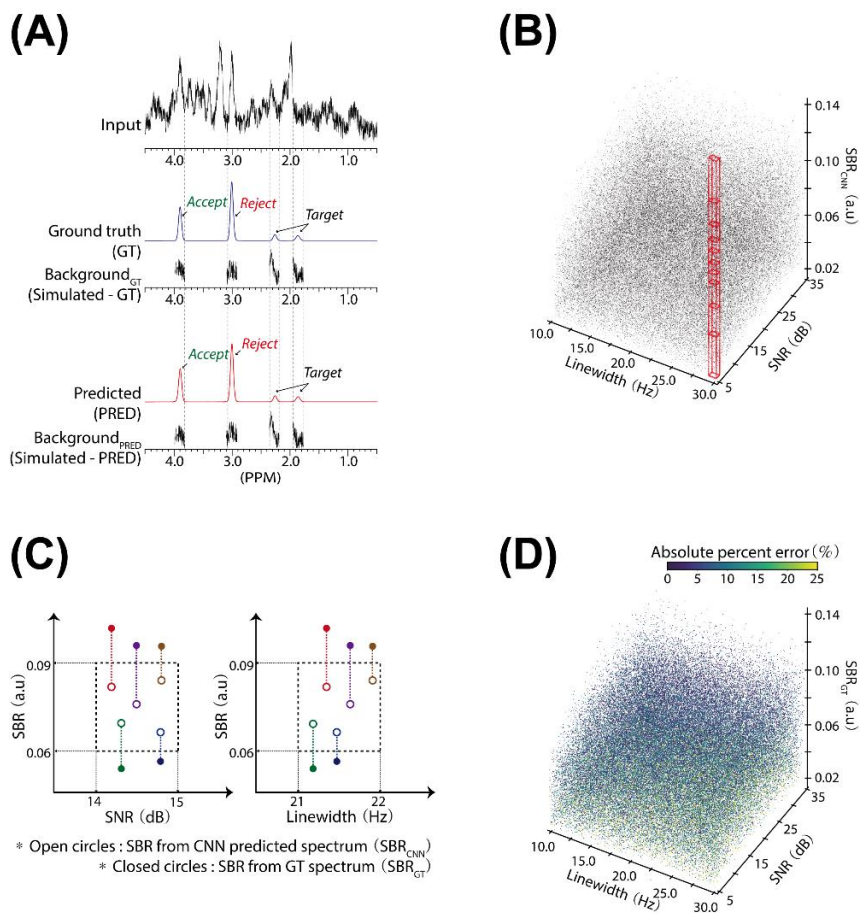 (A)
Input
4.0 3.0 2.0 1.0
Accept Reject Target
Ground truth
(GT)
Background_GT
(Simulated - GT)
4.0 3.0 2.0 1.0
Accept Reject Target
Predicted
(PRED)
Background_PRED
(Simulated - PRED)
4.0 3.0 2.0 1.0
(PPM)
(B)
0.14
0.10
0.06
0.02
SBR_CNN (a.u)
35
25
15
5
SNR (dB)
10.0 15.0 20.0 25.0 30.0
Linewidth (Hz)
(C)
0.09
0.06
SBR (a.u)
14 15
SNR (dB)
0.09
0.06
SBR (a.u)
21 22
Linewidth (Hz)
* Open circles : SBR from CNN predicted spectrum (SBR_CNN)
* Closed circles : SBR from GT spectrum (SBR_GT)
(D)
Absolute percent error (%)
0 5 10 15 20 25
0.14
0.10
0.06
0.02
SBR_GT (a.u)
35
25
15
5
SNR (dB)
10.0 15.0 20.0 25.0 30.0
Linewidth (Hz)